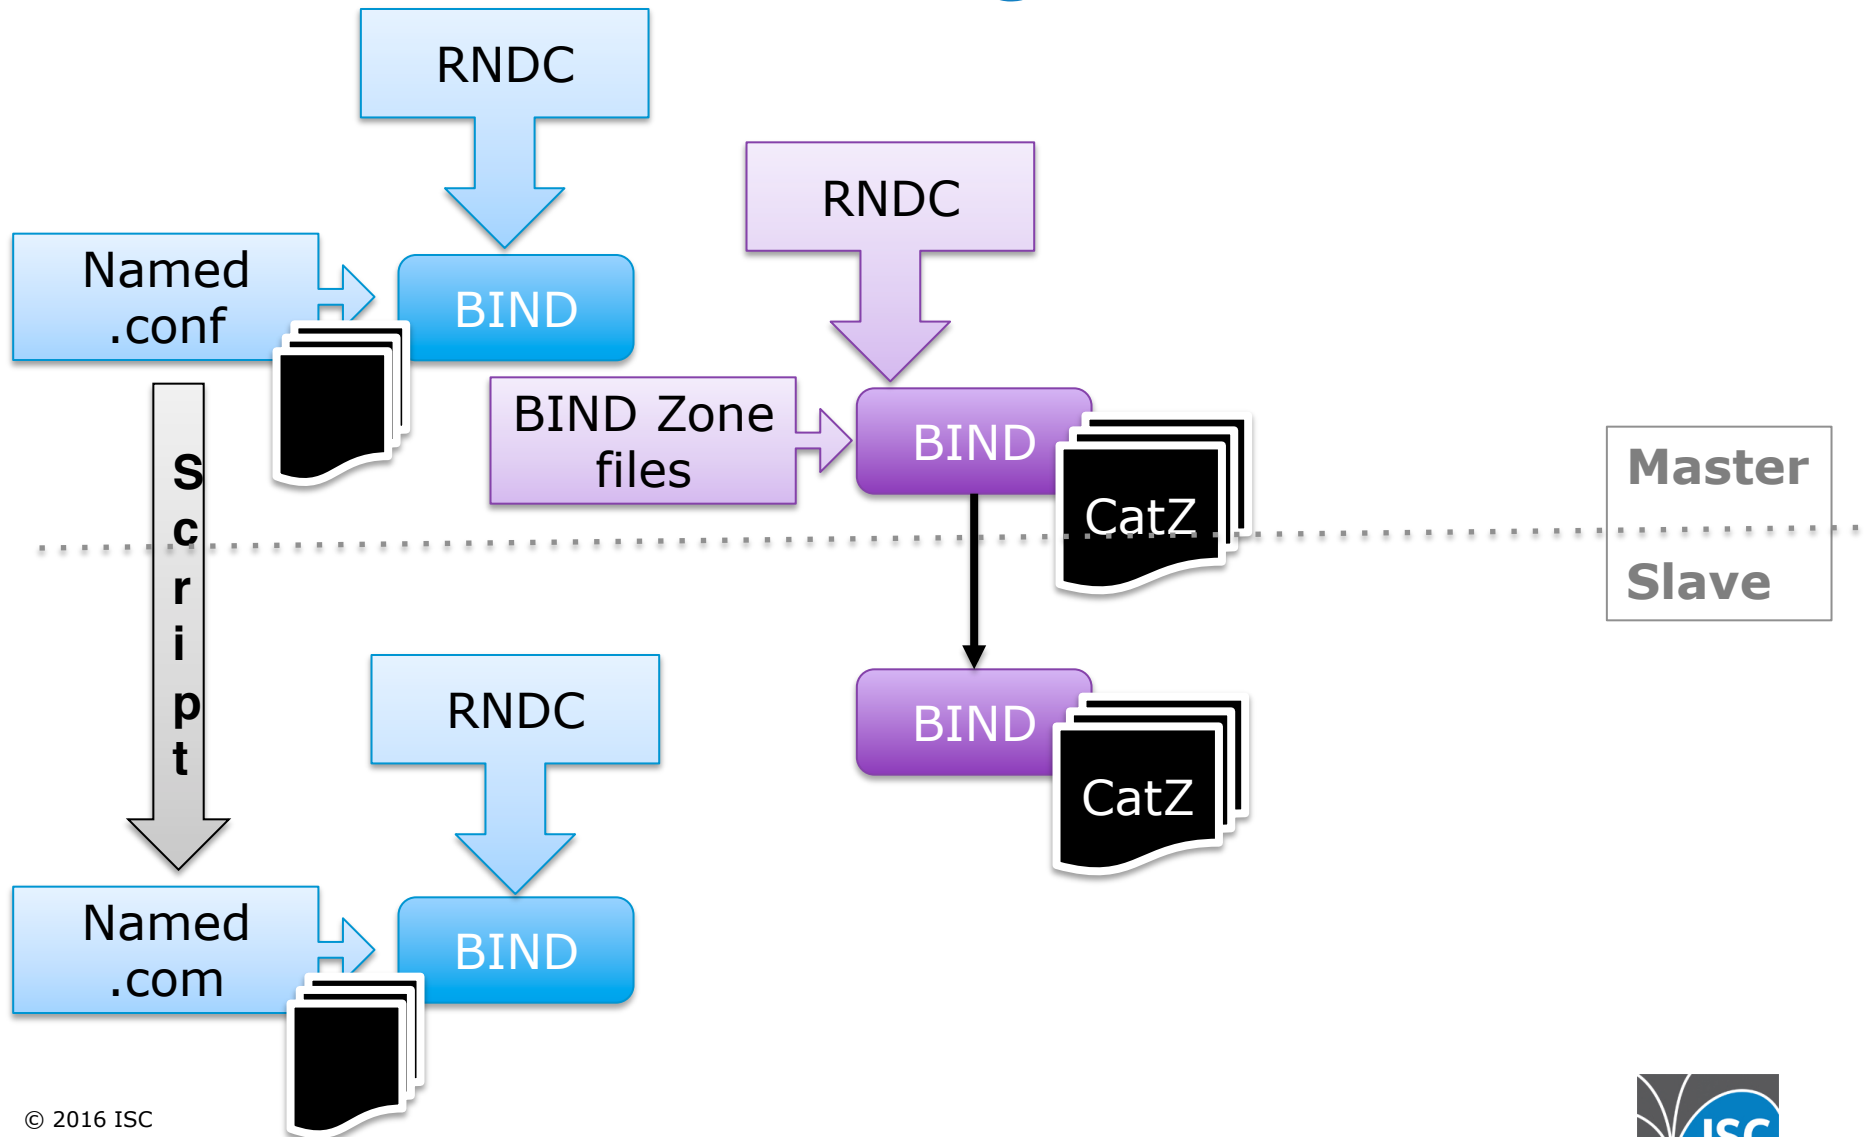 RNDC
RNDC
Named
.conf
BIND
BIND Zone
files
BIND
CatZ
Master
Slave
Script
RNDC
BIND
CatZ
Named
.com
BIND
© 2016 ISC
ISC